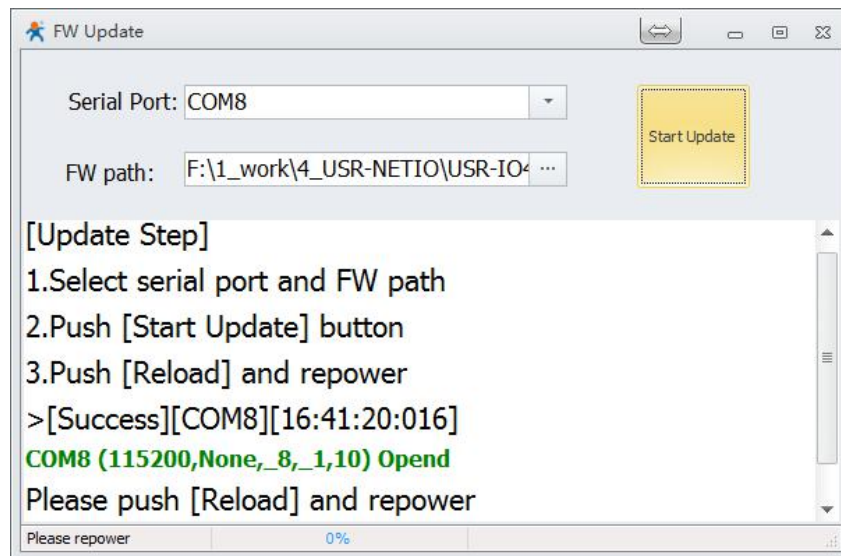 FW Update
Serial Port: COM8
Start Update
FW path: F:\1_work\4_USR-NETIO\USR-IO4 ...
[Update Step]
1.Select serial port and FW path
2.Push [Start Update] button
3.Push [Reload] and repower
>[Success][COM8][16:41:20:016]
COM8 (115200,None,_8,_1,10) Opend
Please push [Reload] and repower
Please repower 0%